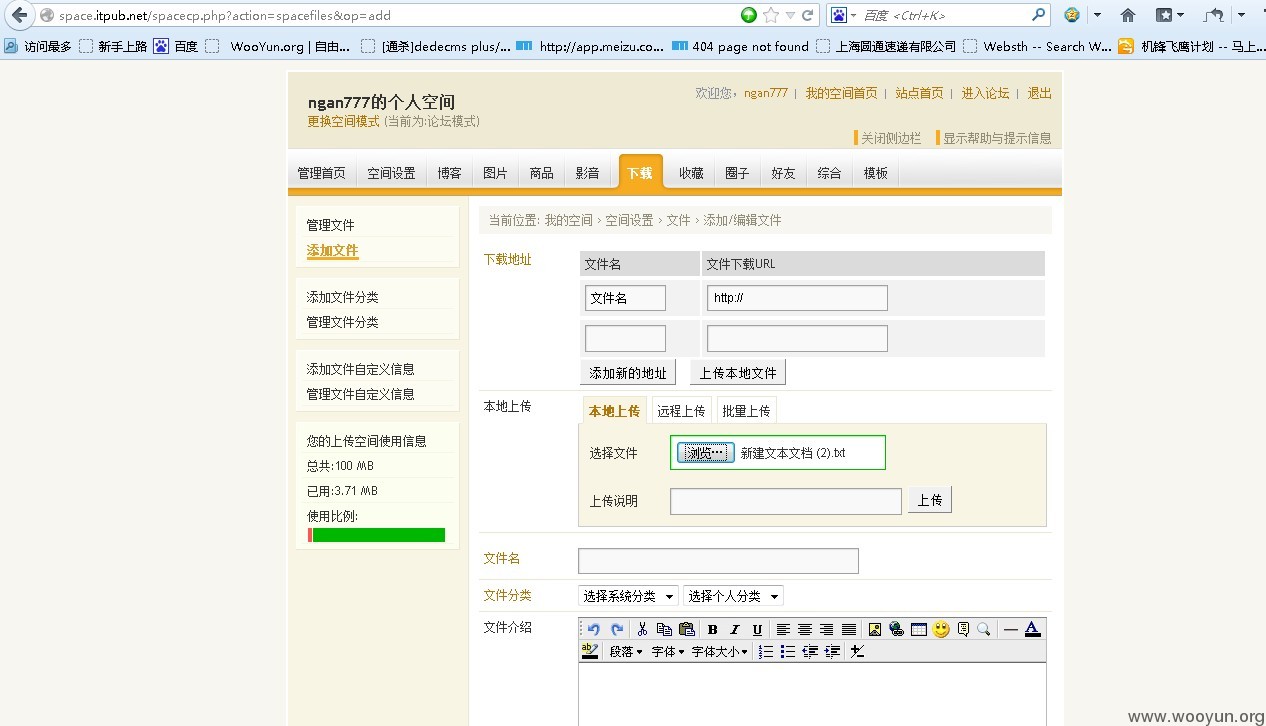 space.itpub.net/spacecp.php?action=spacefiles&op=add
百度 <Ctrl+K>
访问最多 新手上路 百度 WooYun.org | 自由... [通杀]dedecms plus/... http://app.meizu.co... 404 page not found 上海圆通速递有限公司 Websth -- Search W... 机锋飞鹰计划 -- 马上...
ngan777的个人空间
欢迎您，ngan777 | 我的空间首页 | 站点首页 | 进入论坛 | 退出
更换空间模式 (当前为:论坛模式)
关闭侧边栏 显示帮助与提示信息
管理首页 空间设置 博客 图片 商品 影音 下载 收藏 圈子 好友 综合 模板
管理文件
添加文件
添加文件分类
管理文件分类
添加文件自定义信息
管理文件自定义信息
您的上传空间使用信息
总共:100 MB
已用:3.71 MB
使用比例:
当前位置: 我的空间 › 空间设置 › 文件 › 添加/编辑文件
下载地址
文件名 文件下载URL
文件名 http://
添加新的地址 上传本地文件
本地上传
本地上传 远程上传 批量上传
选择文件 浏览… 新建文本文档 (2).txt
上传说明 上传
文件名
文件分类 选择系统分类 选择个人分类
文件介绍
B I U A
ab 段落 字体 字体大小
www.wooyun.org